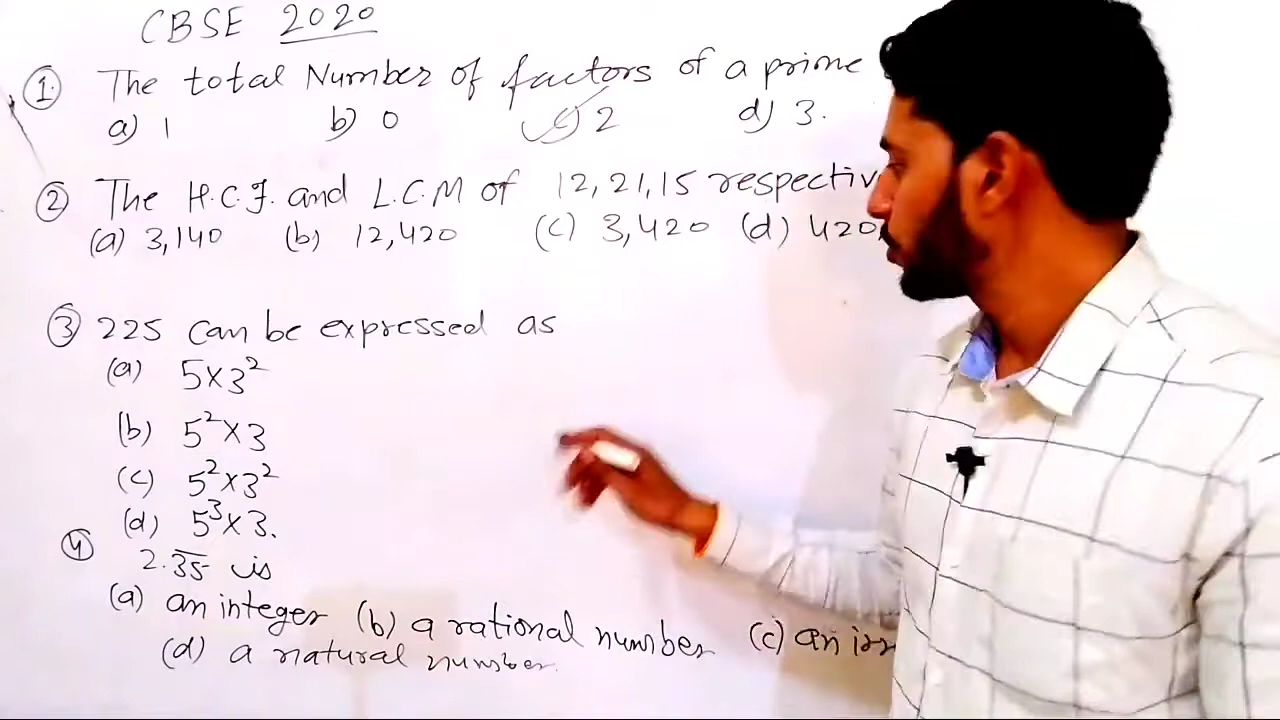 CBSE 2020
① The total Number of factors of a prime
a) 1 b) 0 c) 2 d) 3.
② The H.C.F. and L.C.M of 12, 21, 15 respectiv
(a) 3, 140 (b) 12, 420 (c) 3, 420 (d) 420,
③ 225 can be expressed as
(a) 5×3²
(b) 5²×3
(c) 5²×3²
(d) 5³×3.
④ 2.3̅5̅ is
(a) an integer (b) a rational number (c) an irr
(d) a natural number.